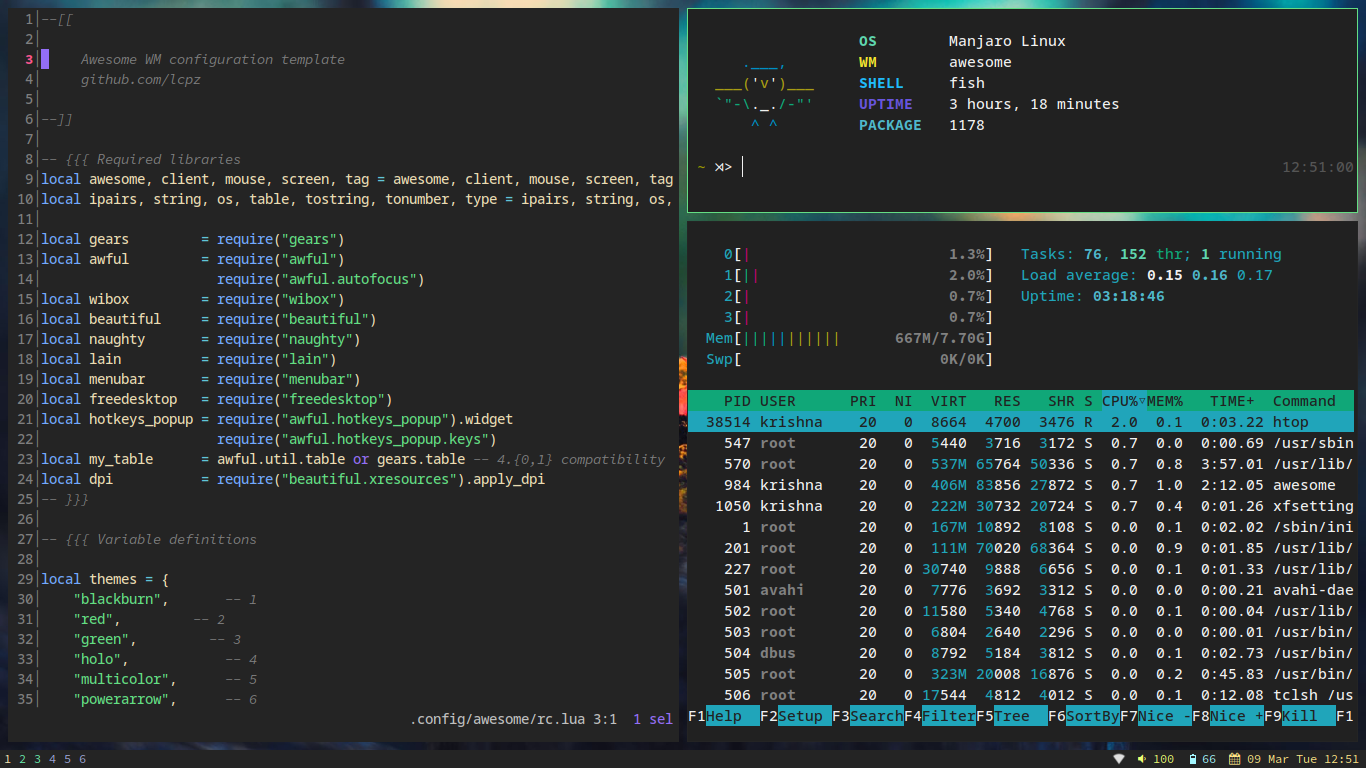 1 --[[
2
3 Awesome WM configuration template
4 github.com/lcpz
5
6 --]]
7
8 -- {{{ Required libraries
9 local awesome, client, mouse, screen, tag = awesome, client, mouse, screen, tag
10 local ipairs, string, os, table, tostring, tonumber, type = ipairs, string, os,
11
12 local gears = require("gears")
13 local awful = require("awful")
14 require("awful.autofocus")
15 local wibox = require("wibox")
16 local beautiful = require("beautiful")
17 local naughty = require("naughty")
18 local lain = require("lain")
19 local menubar = require("menubar")
20 local freedesktop = require("freedesktop")
21 local hotkeys_popup = require("awful.hotkeys_popup").widget
22 require("awful.hotkeys_popup.keys")
23 local my_table = awful.util.table or gears.table -- 4.{0,1} compatibility
24 local dpi = require("beautiful.xresources").apply_dpi
25 -- }}}
26
27 -- {{{ Variable definitions
28
29 local themes = {
30 "blackburn", -- 1
31 "red", -- 2
32 "green", -- 3
33 "holo", -- 4
34 "multicolor", -- 5
35 "powerarrow", -- 6
.config/awesome/rc.lua 3:1 1 sel
OS Manjaro Linux
.___, WM awesome
___('v')___ SHELL fish
`"-\._./-"' UPTIME 3 hours, 18 minutes
^ ^ PACKAGE 1178
~ ⋊> 12:51:00
0[| 1.3%] Tasks: 76, 152 thr; 1 running
1[|| 2.0%] Load average: 0.15 0.16 0.17
2[| 0.7%] Uptime: 03:18:46
3[| 0.7%]
Mem[|||||||||||| 667M/7.70G]
Swp[ 0K/0K]
PID USER PRI NI VIRT RES SHR S CPU%▽MEM% TIME+ Command
38514 krishna 20 0 8664 4700 3476 R 2.0 0.1 0:03.22 htop
547 root 20 0 5440 3716 3172 S 0.7 0.0 0:00.69 /usr/sbin
570 root 20 0 537M 65764 50336 S 0.7 0.8 3:57.01 /usr/lib/
984 krishna 20 0 406M 83856 27872 S 0.7 1.0 2:12.05 awesome
1050 krishna 20 0 222M 30732 20724 S 0.7 0.4 0:01.26 xfsetting
1 root 20 0 167M 10892 8108 S 0.0 0.1 0:02.02 /sbin/ini
201 root 20 0 111M 70020 68364 S 0.0 0.9 0:01.85 /usr/lib/
227 root 20 0 30740 9888 6656 S 0.0 0.1 0:01.33 /usr/lib/
501 avahi 20 0 7776 3692 3312 S 0.0 0.0 0:00.21 avahi-dae
502 root 20 0 11580 5340 4768 S 0.0 0.1 0:00.04 /usr/lib/
503 root 20 0 6804 2640 2296 S 0.0 0.0 0:00.01 /usr/bin/
504 dbus 20 0 8792 5184 3812 S 0.0 0.1 0:02.73 /usr/bin/
505 root 20 0 323M 20008 16876 S 0.0 0.2 0:45.83 /usr/bin/
506 root 20 0 17544 4812 4012 S 0.0 0.1 0:12.08 tclsh /us
F1Help F2Setup F3SearchF4FilterF5Tree F6SortByF7Nice -F8Nice +F9Kill F1
1 2 3 4 5 6 100 66 09 Mar Tue 12:51